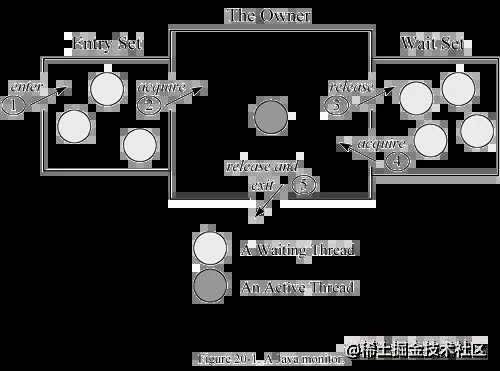 The Owner
Entry Set
Wait Set
enter
acquire
release
1
2
3
acquire
4
release and
exit
5
A Waiting Thread
An Active Thread
@稀土掘金技术社区
Figure 20-1. A Java monitor.